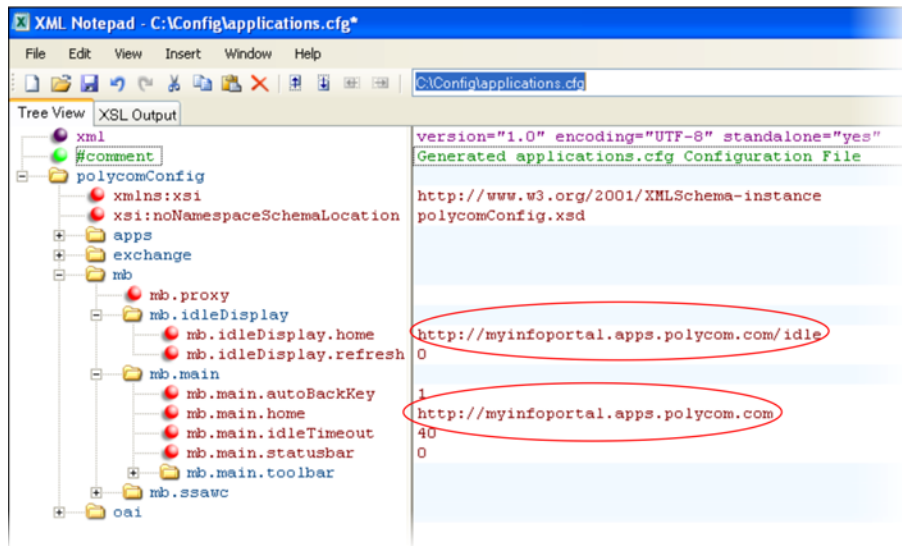 XML Notepad - C:\Config\applications.cfg*
File Edit View Insert Window Help
C:\Config\applications.cfg
Tree View XSL Output
xml version="1.0" encoding="UTF-8" standalone="yes"
#comment Generated applications.cfg Configuration File
polycomConfig
xmlns:xsi http://www.w3.org/2001/XMLSchema-instance
xsi:noNamespaceSchemaLocation polycomConfig.xsd
apps
exchange
mb
mb.proxy
mb.idleDisplay
mb.idleDisplay.home http://myinfoportal.apps.polycom.com/idle
mb.idleDisplay.refresh 0
mb.main
mb.main.autoBackKey 1
mb.main.home http://myinfoportal.apps.polycom.com
mb.main.idleTimeout 40
mb.main.statusbar 0
mb.main.toolbar
mb.ssawc
oai